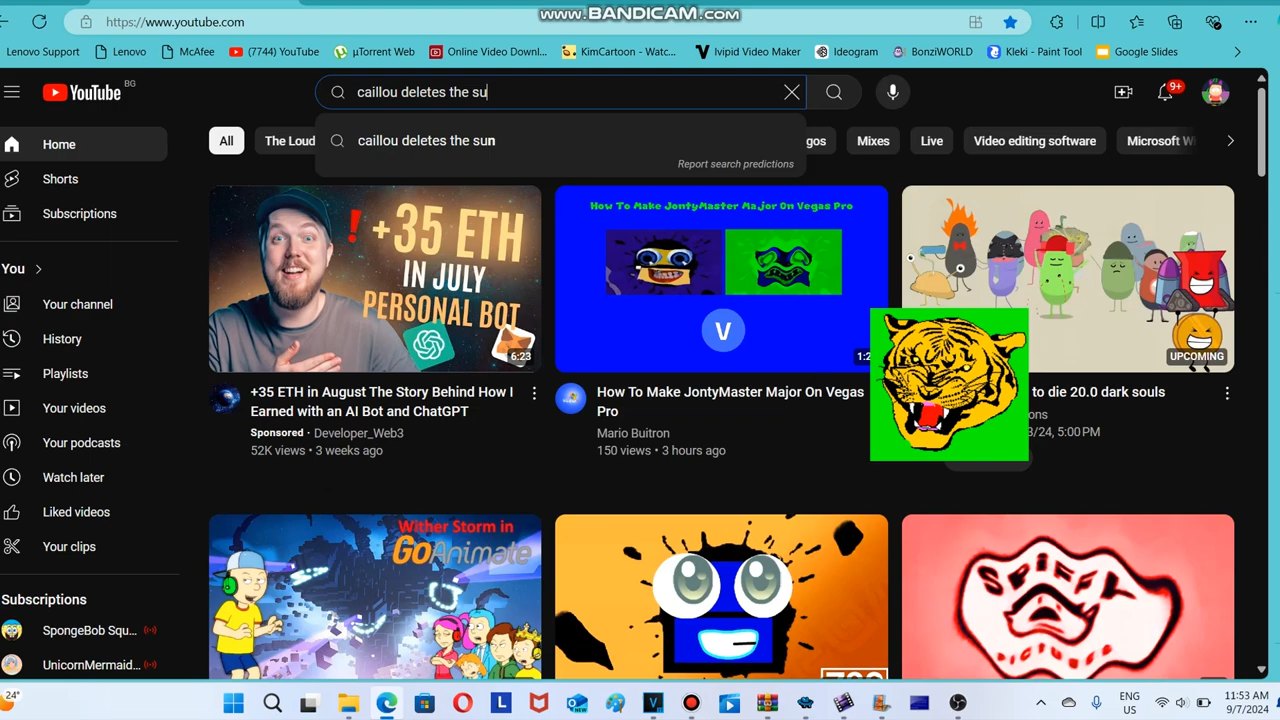 www.BANDICAM.com
https://www.youtube.com
Lenovo Support
Lenovo
McAfee
(7744) YouTube
µTorrent Web
Online Video Downl...
KimCartoon - Watc...
Ivipid Video Maker
Ideogram
BonziWORLD
Kleki - Paint Tool
Google Slides
YouTube BG
caillou deletes the su
9+
caillou deletes the sun
Report search predictions
All
The Loud
gos
Mixes
Live
Video editing software
Microsoft Wi
Home
Shorts
Subscriptions
You
Your channel
History
Playlists
Your videos
Your podcasts
Watch later
Liked videos
Your clips
Subscriptions
SpongeBob Squ...
UnicornMermaid...
+35 ETH
IN JULY
PERSONAL BOT
6:23
+35 ETH in August The Story Behind How I
Earned with an AI Bot and ChatGPT
Sponsored · Developer_Web3
52K views · 3 weeks ago
How To Make JontyMaster Major On Vegas Pro
V
1:2
How To Make JontyMaster Major On Vegas
Pro
Mario Buitron
150 views · 3 hours ago
UPCOMING
to die 20.0 dark souls
ons
3/24, 5:00 PM
Wither Storm in
GoAnimate
24°
ENG
US
11:53 AM
9/7/2024